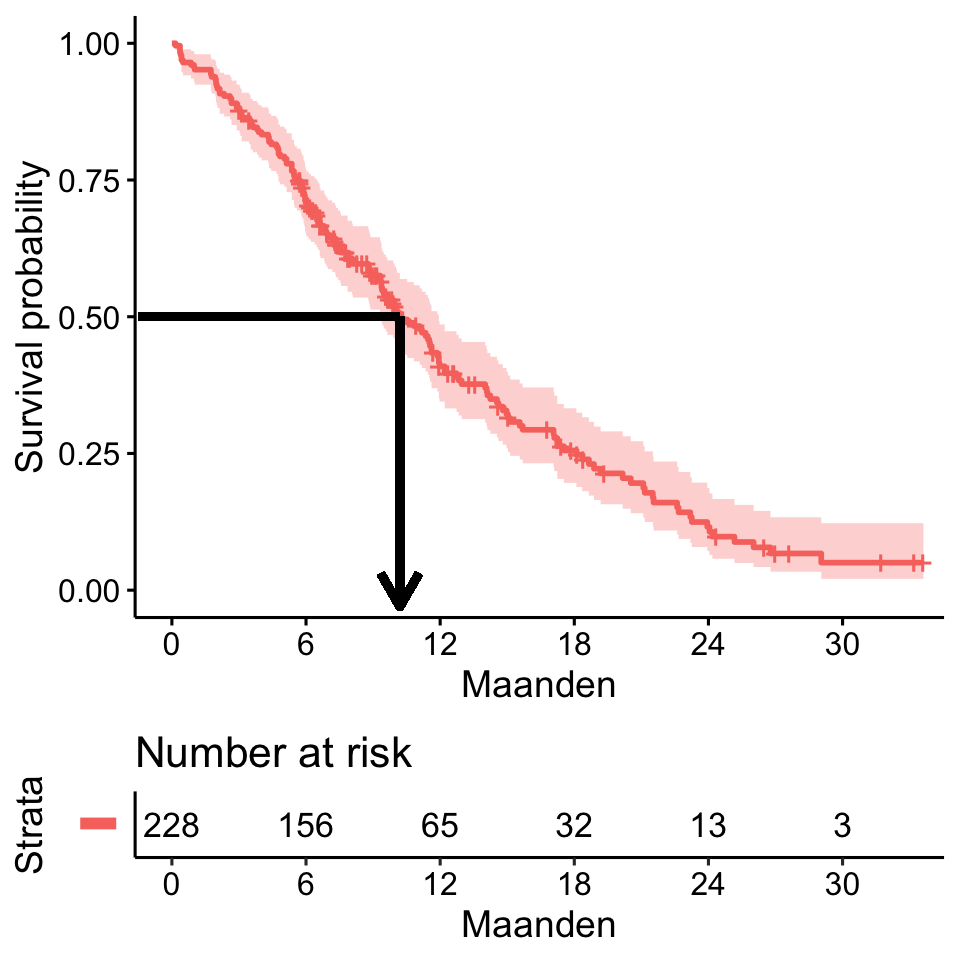 1.00
0.75
0.50
0.25
0.00
Survival probability
0 6 12 18 24 30
Maanden
Number at risk
Strata
228 156 65 32 13 3
0 6 12 18 24 30
Maanden